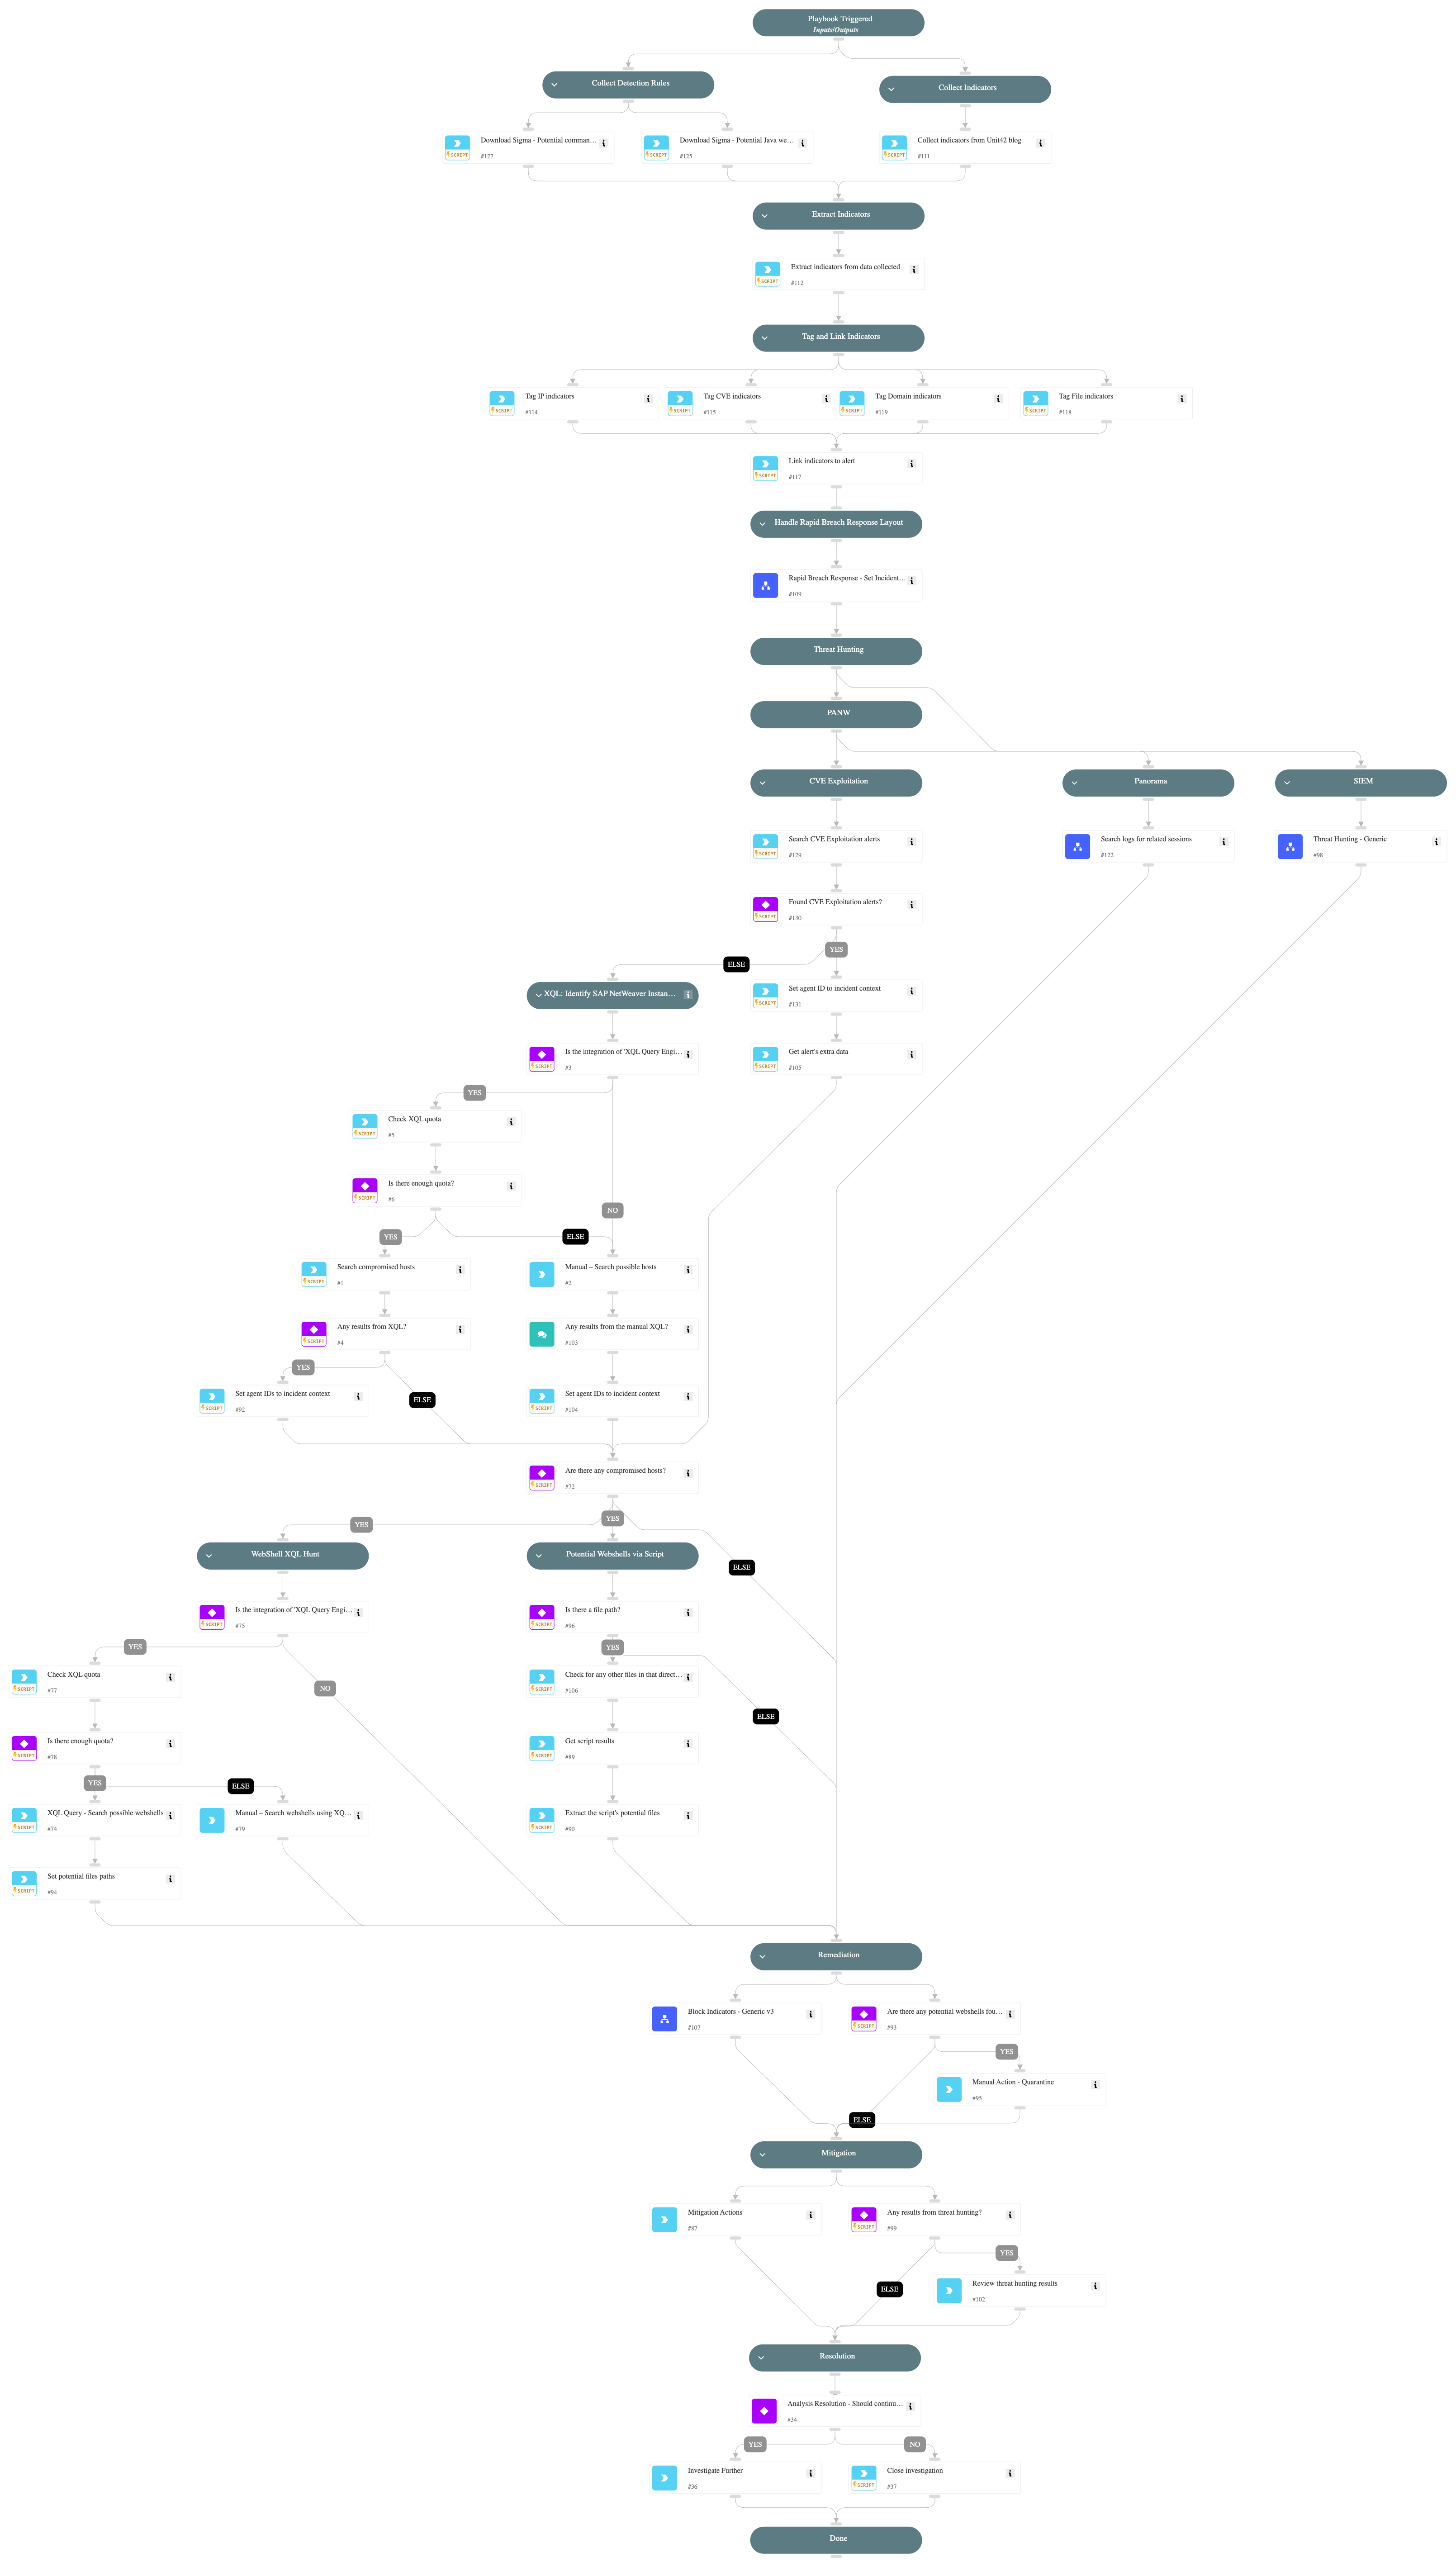 Playbook Triggered
Inputs/Outputs
Collect Detection Rules
Collect Indicators
Download Sigma - Potential comman…
SCRIPT
#127
Download Sigma - Potential Java we…
SCRIPT
#125
Collect indicators from Unit42 blog
SCRIPT
#111
Extract Indicators
Extract indicators from data collected
SCRIPT
#112
Tag and Link Indicators
Tag IP indicators
SCRIPT
#114
Tag CVE indicators
SCRIPT
#115
Tag Domain indicators
SCRIPT
#119
Tag File indicators
SCRIPT
#118
Link indicators to alert
SCRIPT
#117
Handle Rapid Breach Response Layout
Rapid Breach Response - Set Incident…
#109
Threat Hunting
PANW
CVE Exploitation
Panorama
SIEM
Search CVE Exploitation alerts
SCRIPT
#129
Search logs for related sessions
#122
Threat Hunting - Generic
#98
Found CVE Exploitation alerts?
SCRIPT
#130
YES
ELSE
XQL: Identify SAP NetWeaver Instan…
Set agent ID to incident context
SCRIPT
#131
Is the integration of 'XQL Query Engi…
SCRIPT
#3
Get alert's extra data
SCRIPT
#105
YES
Check XQL quota
SCRIPT
#5
Is there enough quota?
SCRIPT
#6
NO
YES
ELSE
Search compromised hosts
SCRIPT
#1
Manual – Search possible hosts
#2
Any results from XQL?
SCRIPT
#4
Any results from the manual XQL?
#103
YES
ELSE
Set agent IDs to incident context
SCRIPT
#92
Set agent IDs to incident context
SCRIPT
#104
Are there any compromised hosts?
SCRIPT
#72
YES
YES
ELSE
WebShell XQL Hunt
Potential Webshells via Script
Is the integration of 'XQL Query Engi…
SCRIPT
#75
Is there a file path?
SCRIPT
#96
YES
YES
Check XQL quota
SCRIPT
#77
NO
Check for any other files in that direct…
SCRIPT
#106
ELSE
Is there enough quota?
SCRIPT
#78
Get script results
SCRIPT
#89
YES
ELSE
XQL Query - Search possible webshells
SCRIPT
#74
Manual – Search webshells using XQ…
#79
Extract the script's potential files
SCRIPT
#90
Set potential files paths
SCRIPT
#94
Remediation
Block Indicators - Generic v3
#107
Are there any potential webshells fou…
SCRIPT
#93
YES
Manual Action - Quarantine
#95
ELSE
Mitigation
Mitigation Actions
#87
Any results from threat hunting?
SCRIPT
#99
YES
Review threat hunting results
#102
ELSE
Resolution
Analysis Resolution - Should continu…
#34
YES
NO
Investigate Further
#36
Close investigation
SCRIPT
#37
Done